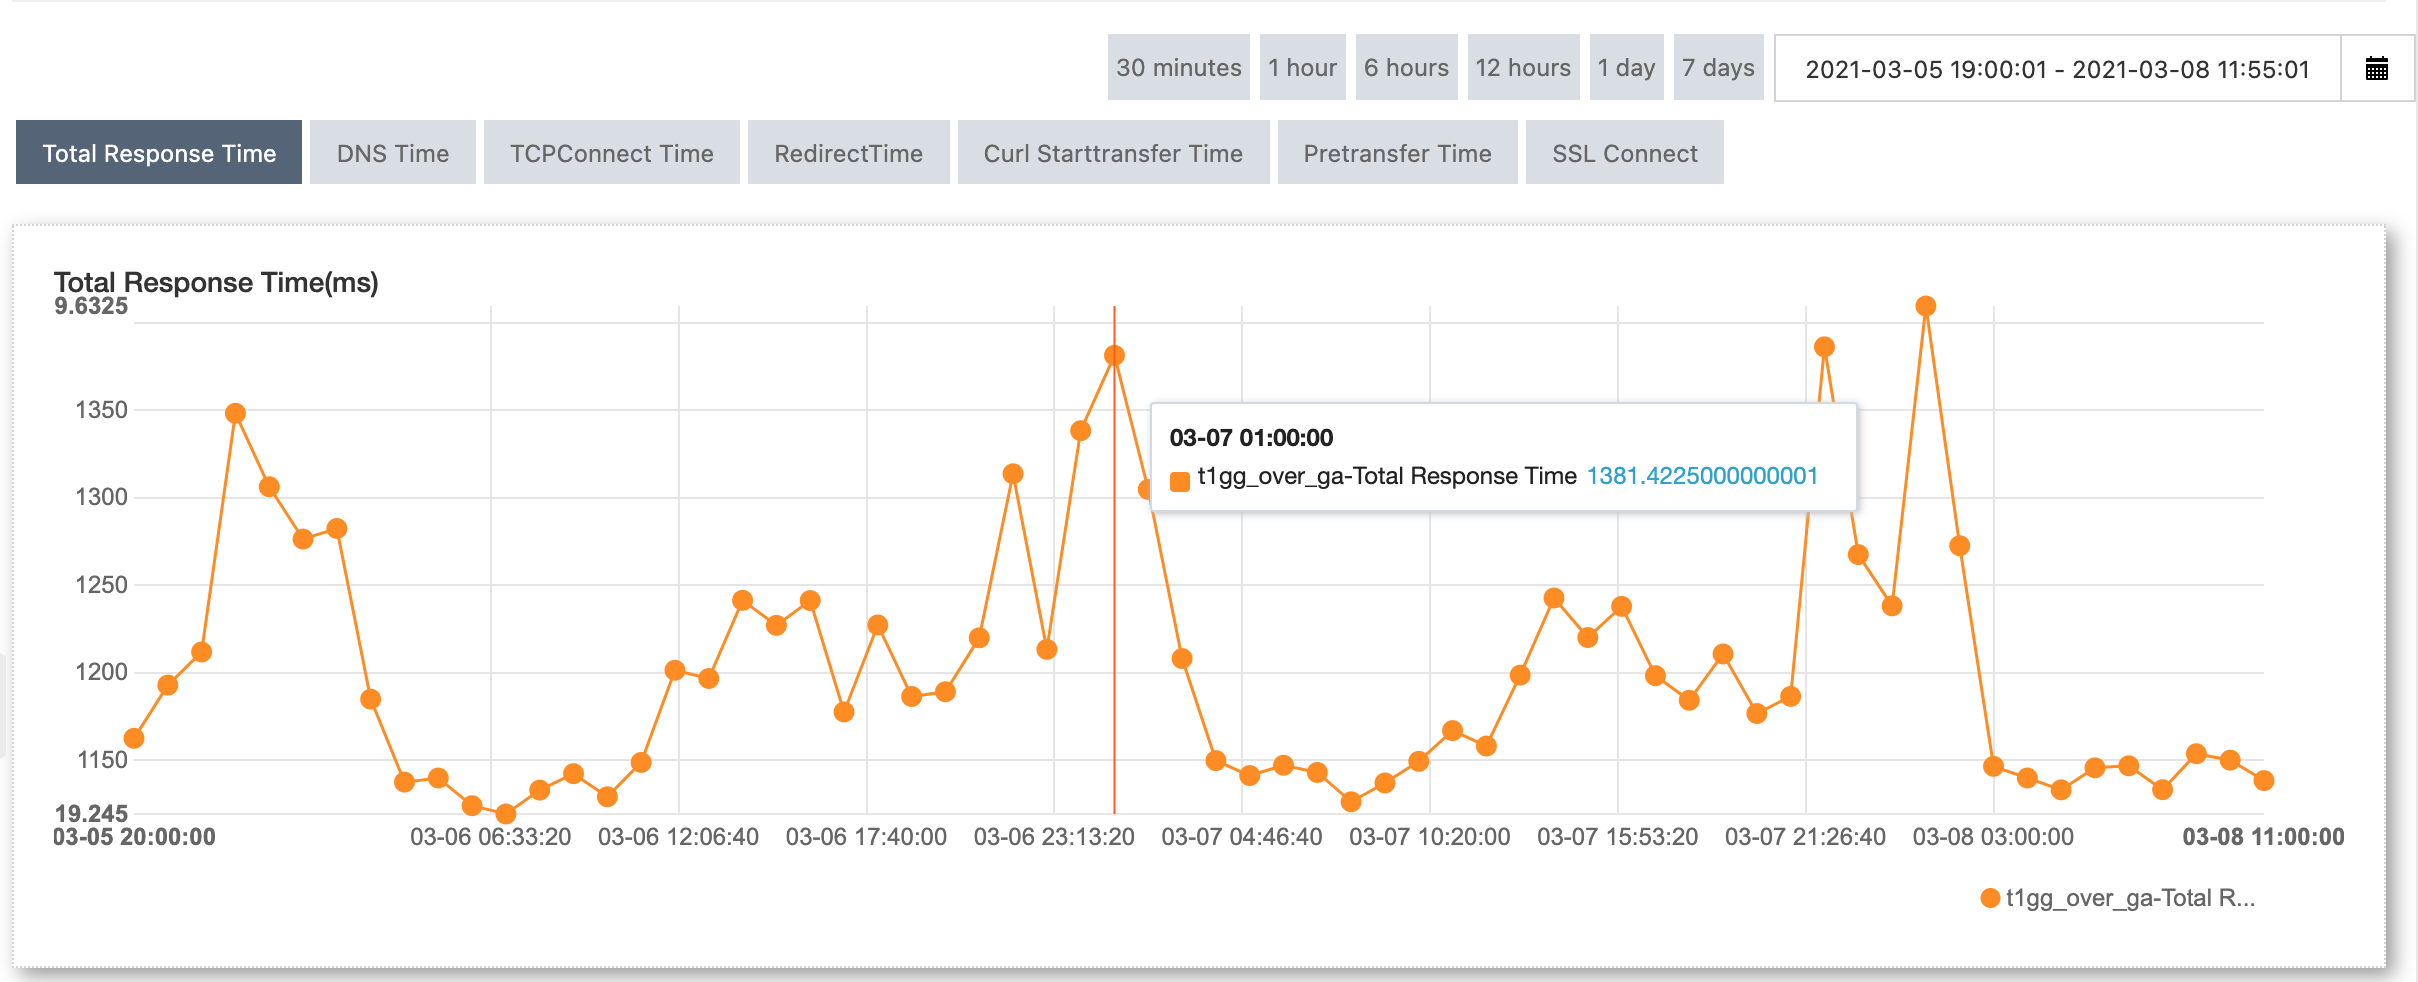 30 minutes 1 hour 6 hours 12 hours 1 day 7 days 2021-03-05 19:00:01 - 2021-03-08 11:55:01
Total Response Time DNS Time TCPConnect Time RedirectTime Curl Starttransfer Time Pretransfer Time SSL Connect
Total Response Time(ms)
9.6325
1350
03-07 01:00:00
t1gg_over_ga-Total Response Time 1381.4225000000001
1300
1250
1200
1150
19.245
03-05 20:00:00 03-06 06:33:20 03-06 12:06:40 03-06 17:40:00 03-06 23:13:20 03-07 04:46:40 03-07 10:20:00 03-07 15:53:20 03-07 21:26:40 03-08 03:00:00 03-08 11:00:00
t1gg_over_ga-Total R...